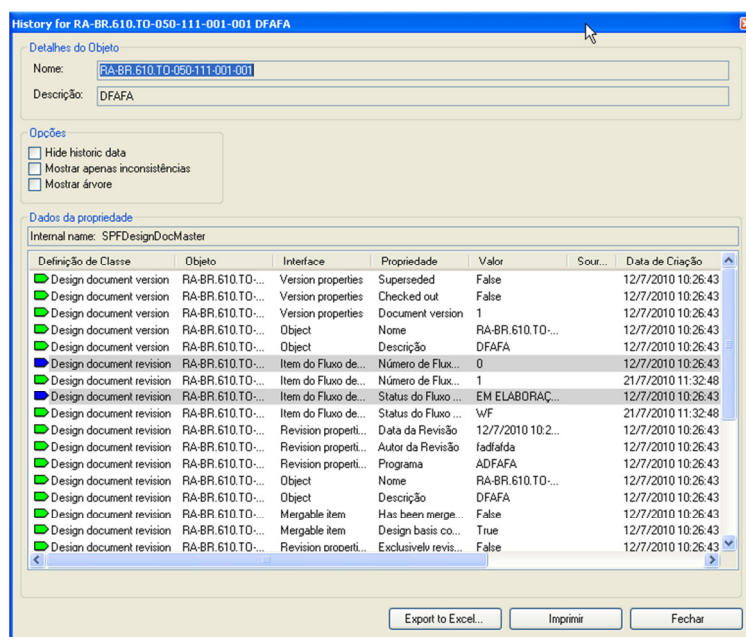 History for RA-BR.610.TO-050-111-001-001 DFAFA
Detalhes do Objeto
Nome: RA-BR.610.TO-050-111-001-001
Descrição: DFAFA
Opções
Hide historic data
Mostrar apenas inconsistências
Mostrar árvore
Dados da propriedade
Internal name: SPFDesignDocMaster
Definição de Classe Objeto Interface Propriedade Valor Sour... Data de Criação
Design document version RA-BR.610.TO-... Version properties Superseded False 12/7/2010 10:26:43
Design document version RA-BR.610.TO-... Version properties Checked out False 12/7/2010 10:26:43
Design document version RA-BR.610.TO-... Version properties Document version 1 12/7/2010 10:26:43
Design document version RA-BR.610.TO-... Object Nome RA-BR.610.TO-... 12/7/2010 10:26:43
Design document version RA-BR.610.TO-... Object Descrição DFAFA 12/7/2010 10:26:43
Design document revision RA-BR.610.TO-... Item do Fluxo de... Número de Flux... 0 12/7/2010 10:26:43
Design document revision RA-BR.610.TO-... Item do Fluxo de... Número de Flux... 1 21/7/2010 11:32:48
Design document revision RA-BR.610.TO-... Item do Fluxo de... Status do Fluxo ... EM ELABORAÇ... 12/7/2010 10:26:43
Design document revision RA-BR.610.TO-... Item do Fluxo de... Status do Fluxo ... WF 21/7/2010 11:32:48
Design document revision RA-BR.610.TO-... Revision properti... Data da Revisão 12/7/2010 10:2... 12/7/2010 10:26:43
Design document revision RA-BR.610.TO-... Revision properti... Autor da Revisão fadfafda 12/7/2010 10:26:43
Design document revision RA-BR.610.TO-... Revision properti... Programa ADFAFA 12/7/2010 10:26:43
Design document revision RA-BR.610.TO-... Object Nome RA-BR.610.TO-... 12/7/2010 10:26:43
Design document revision RA-BR.610.TO-... Object Descrição DFAFA 12/7/2010 10:26:43
Design document revision RA-BR.610.TO-... Mergable item Has been merge... False 12/7/2010 10:26:43
Design document revision RA-BR.610.TO-... Mergable item Design basis co... True 12/7/2010 10:26:43
Design document revision RA-BR.610.TO-... Revision properti... Exclusively revis... False 12/7/2010 10:26:43
Export to Excel... Imprimir Fechar